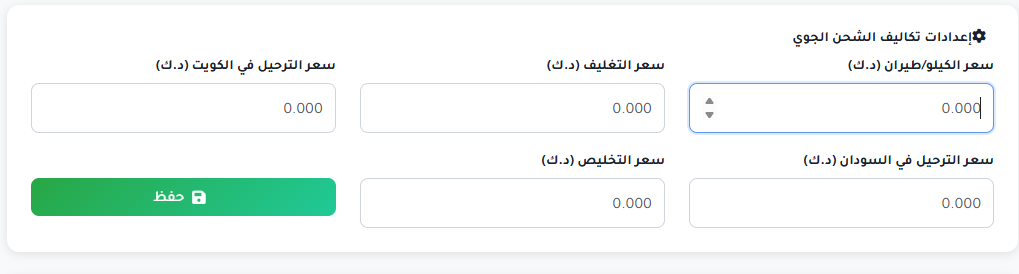 إعدادات تكاليف الشحن الجوي
سعر الكيلو/طيران (د.ك)
0.000
سعر التغليف (د.ك)
0.000
سعر الترحيل في الكويت (د.ك)
0.000
سعر الترحيل في السودان (د.ك)
0.000
سعر التخليص (د.ك)
0.000
حفظ